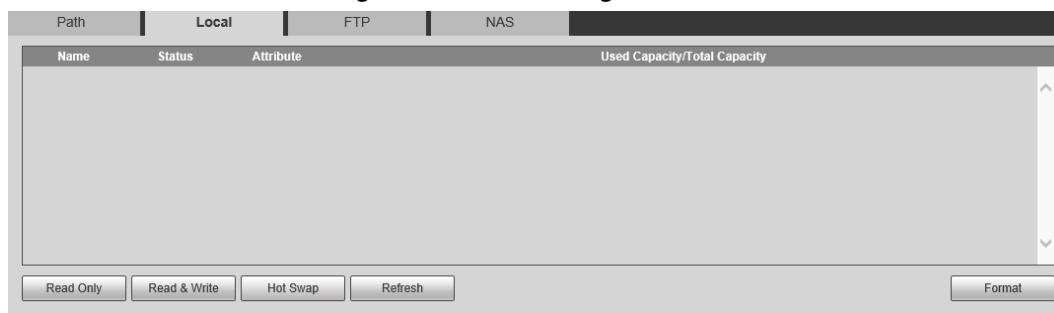 Path Local FTP NAS
Name Status Attribute Used Capacity/Total Capacity
Read Only Read & Write Hot Swap Refresh Format